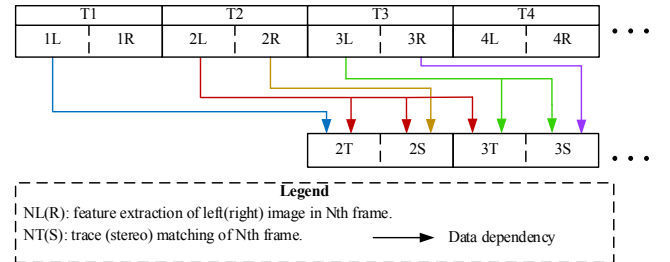 T1 T2 T3 T4
1L 1R 2L 2R 3L 3R 4L 4R
2T 2S 3T 3S
Legend
NL(R): feature extraction of left(right) image in Nth frame.
NT(S): trace (stereo) matching of Nth frame. Data dependency